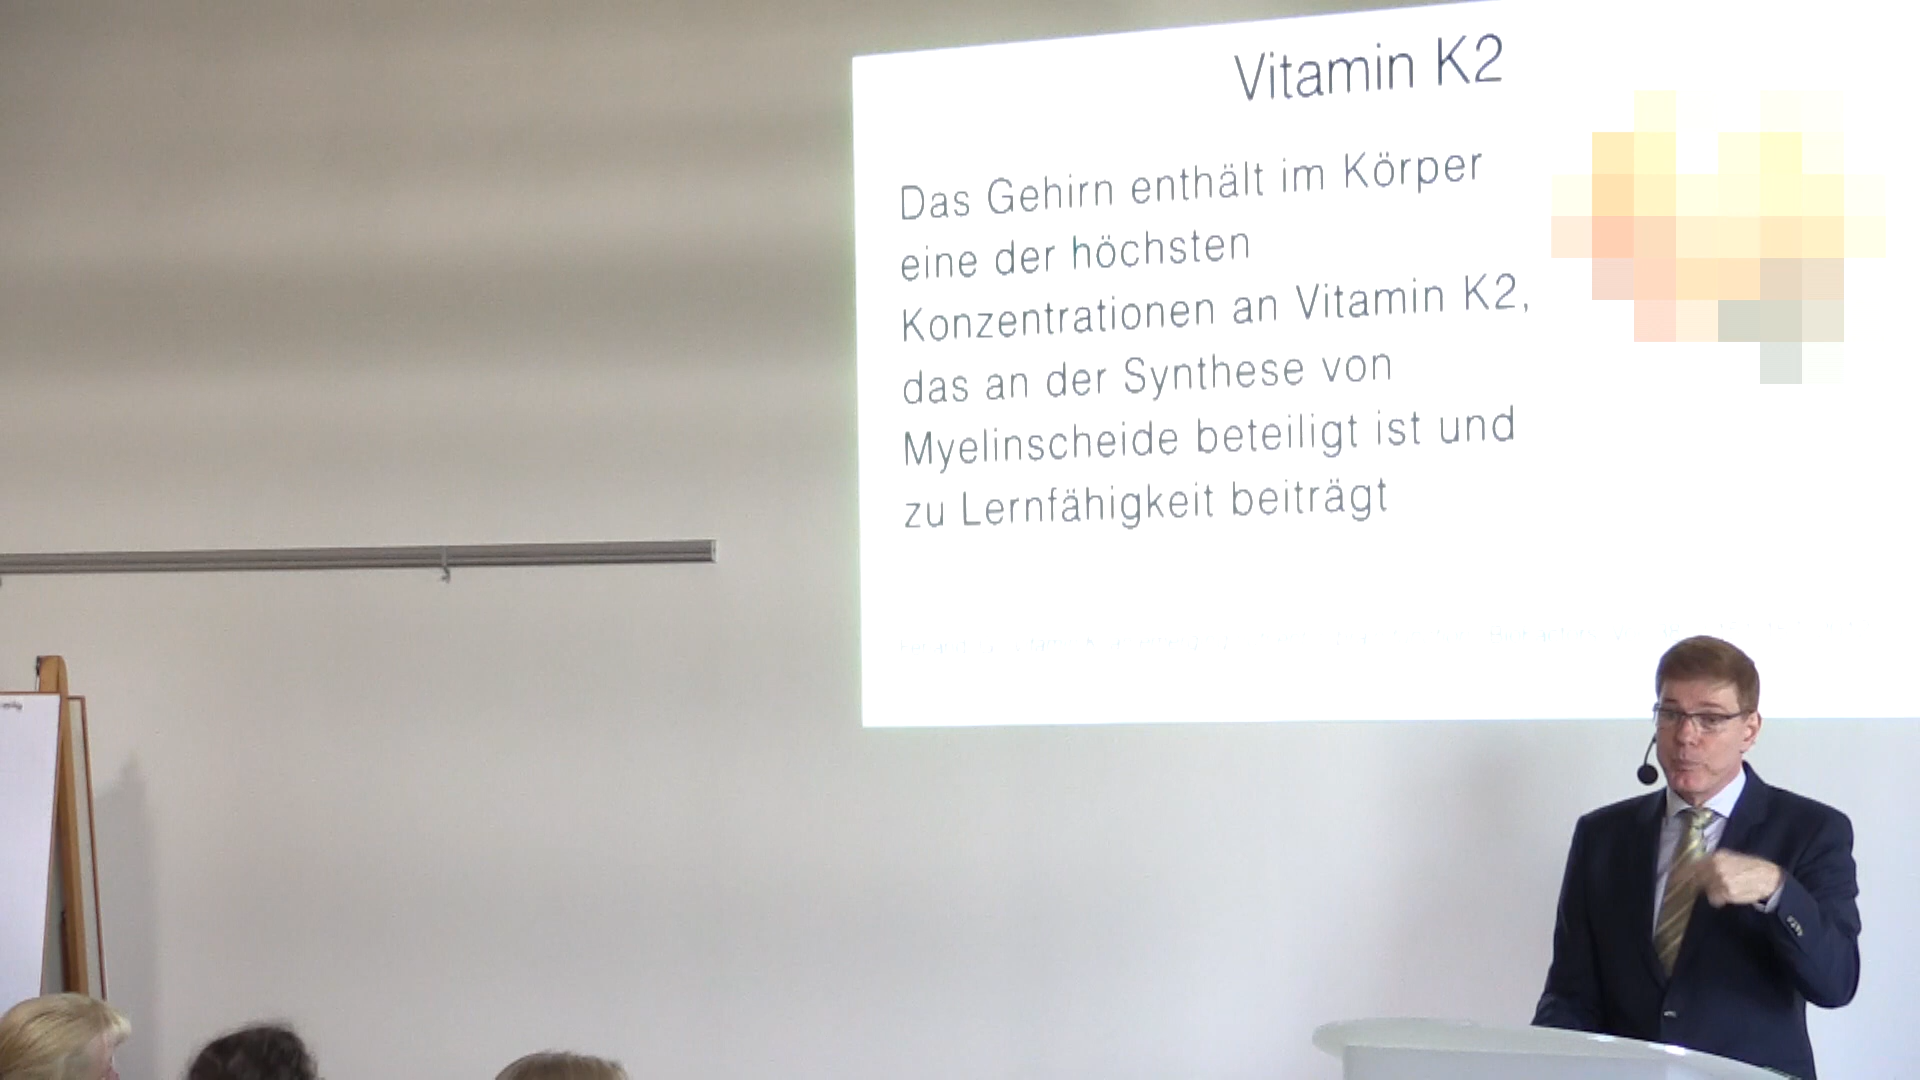 Vitamin K2
Das Gehirn enthält im Körper
eine der höchsten
Konzentrationen an Vitamin K2,
das an der Synthese von
Myelinscheide beteiligt ist und
zu Lernfähigkeit beiträgt